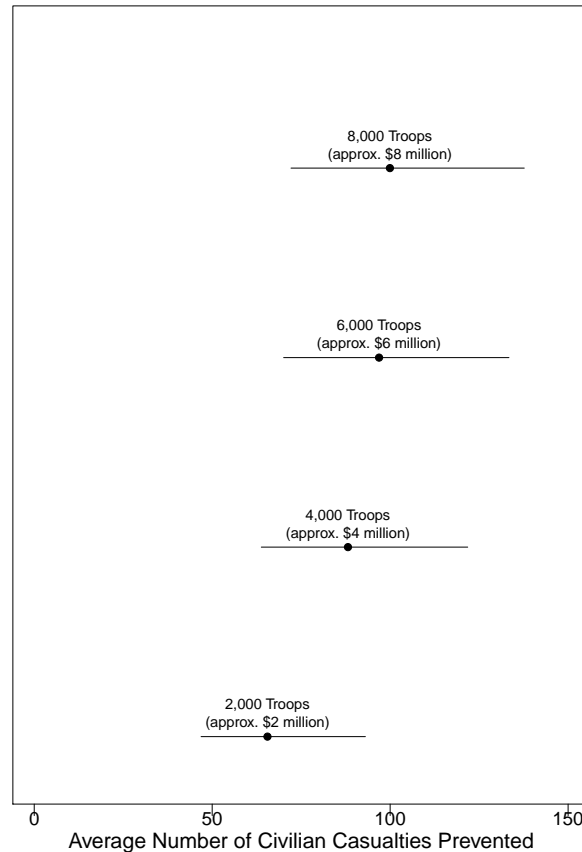 8,000 Troops
(approx. $8 million)
6,000 Troops
(approx. $6 million)
4,000 Troops
(approx. $4 million)
2,000 Troops
(approx. $2 million)
0 50 100 150
Average Number of Civilian Casualties Prevented